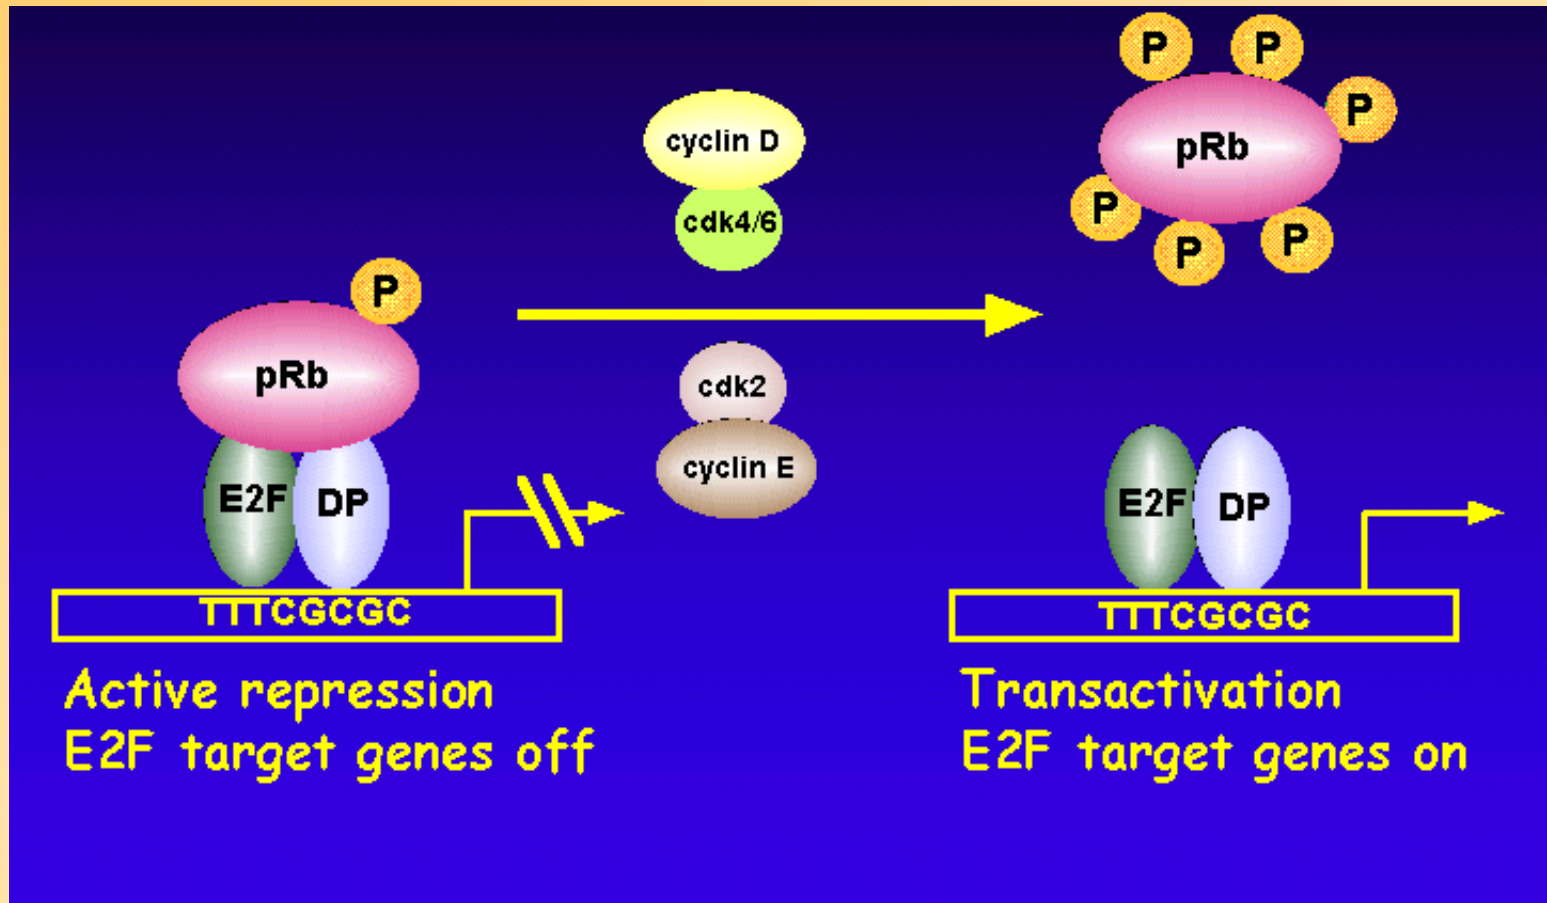 P
pRb
E2F DP
TTTCGCGC
Active repression
E2F target genes off
cyclin D
cdk4/6
cdk2
cyclin E
P P
P
pRb
P
P
P
E2F DP
TTTCGCGC
Transactivation
E2F target genes on